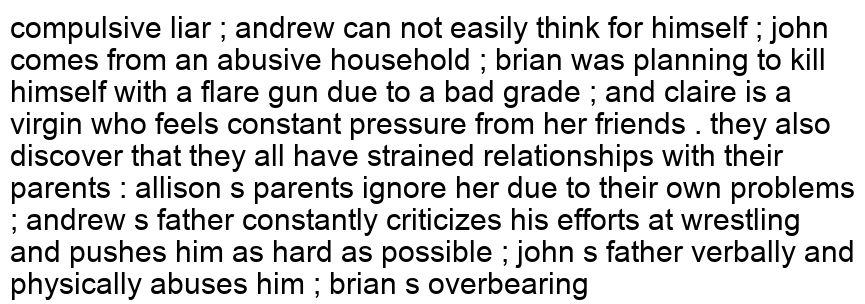 compulsive liar ; andrew can not easily think for himself ; john
comes from an abusive household ; brian was planning to kill
himself with a flare gun due to a bad grade ; and claire is a
virgin who feels constant pressure from her friends . they also
discover that they all have strained relationships with their
parents : allison s parents ignore her due to their own problems
; andrew s father constantly criticizes his efforts at wrestling
and pushes him as hard as possible ; john s father verbally and
physically abuses him ; brian s overbearing